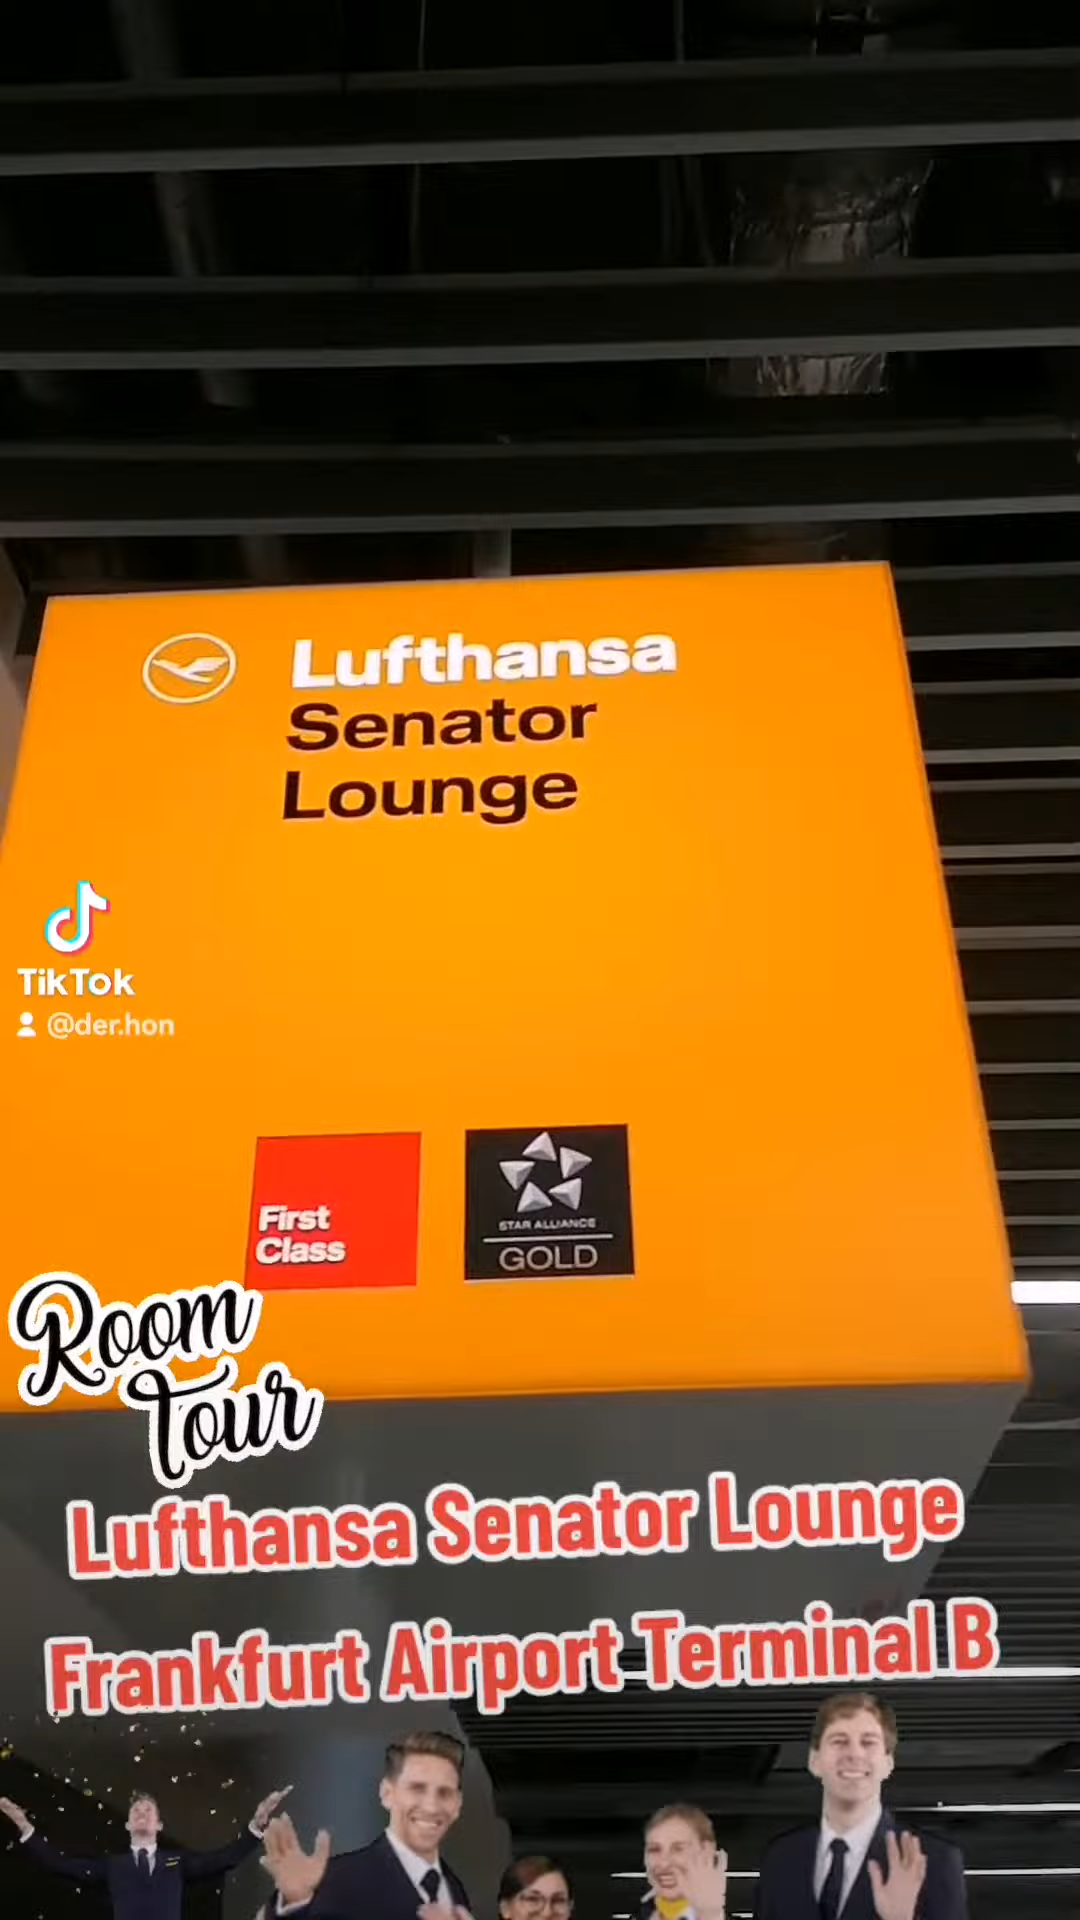 Lufthansa
Senator
Lounge
TikTok
@der.hon
First
Class
STAR ALLIANCE
GOLD
Room
Tour
Lufthansa Senator Lounge
Frankfurt Airport Terminal B